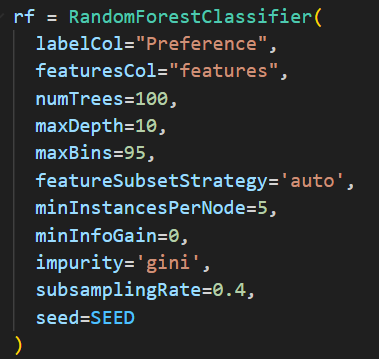 rf = RandomForestClassifier(
    labelCol="Preference",
    featuresCol="features",
    numTrees=100,
    maxDepth=10,
    maxBins=95,
    featureSubsetStrategy='auto',
    minInstancesPerNode=5,
    minInfoGain=0,
    impurity='gini',
    subsamplingRate=0.4,
    seed=SEED
)